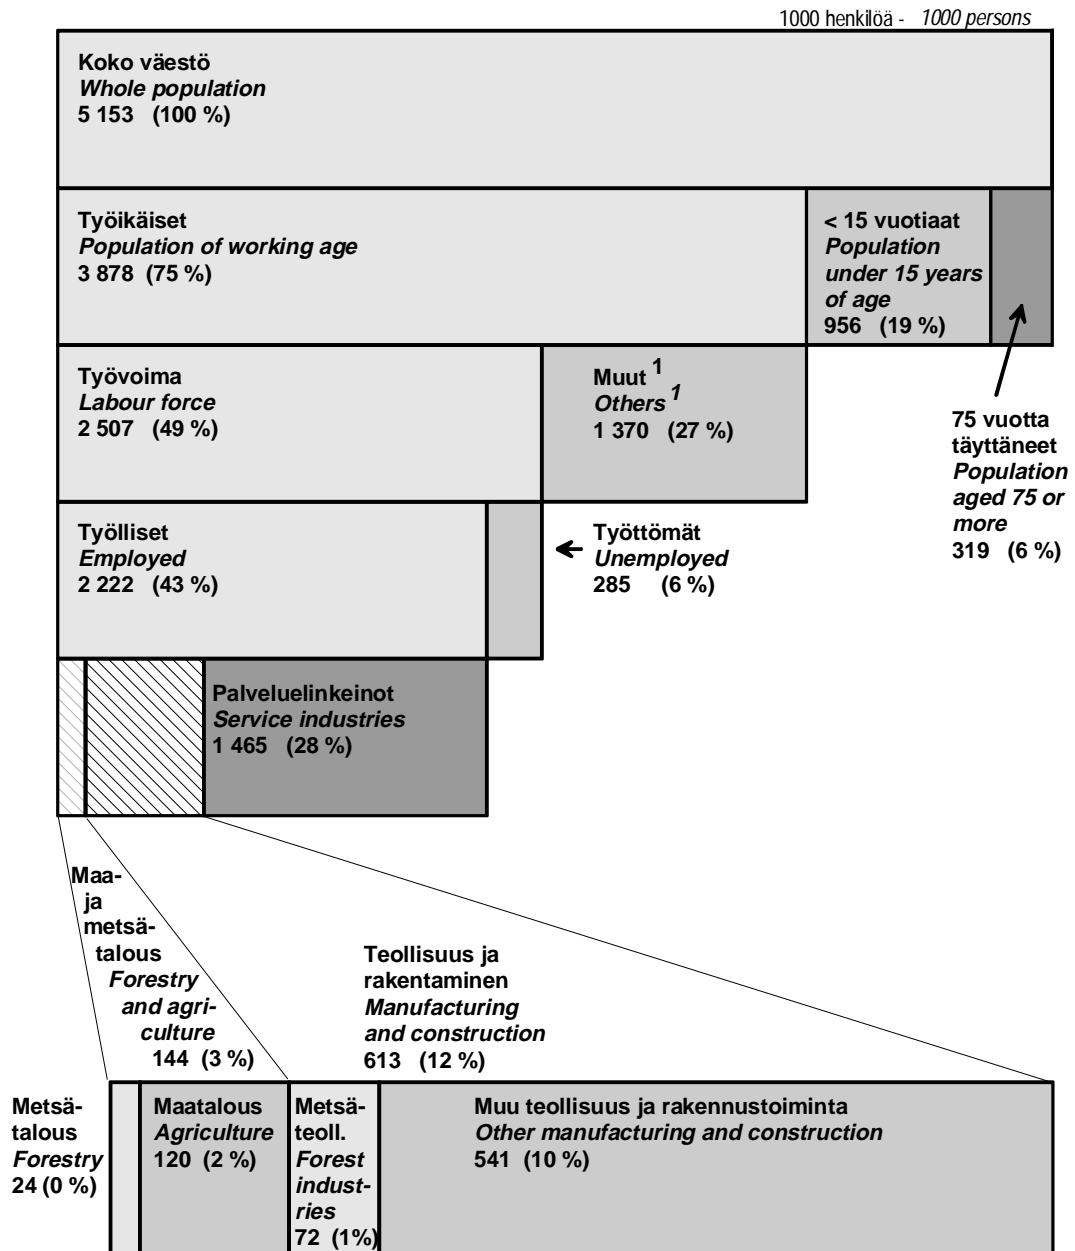 1000 henkilöä - 1000 persons
Koko väestö
Whole population
5 153 (100 %)
Työikäiset
Population of working age
3 878 (75 %)
< 15 vuotiaat
Population
under 15 years
of age
956 (19 %)
75 vuotta
täyttäneet
Population
aged 75 or
more
319 (6 %)
Työvoima
Labour force
2 507 (49 %)
Muut 1
Others 1
1 370 (27 %)
Työlliset
Employed
2 222 (43 %)
Työttömät
Unemployed
285 (6 %)
Palveluelinkeinot
Service industries
1 465 (28 %)
Maa-
ja
metsä-
talous
Forestry
and agri-
culture
144 (3 %)
Teollisuus ja
rakentaminen
Manufacturing
and construction
613 (12 %)
Metsä-
talous
Forestry
24 (0 %)
Maatalous
Agriculture
120 (2 %)
Metsä-
teoll.
Forest
indust-
ries
72 (1%)
Muu teollisuus ja rakennustoiminta
Other manufacturing and construction
541 (10 %)